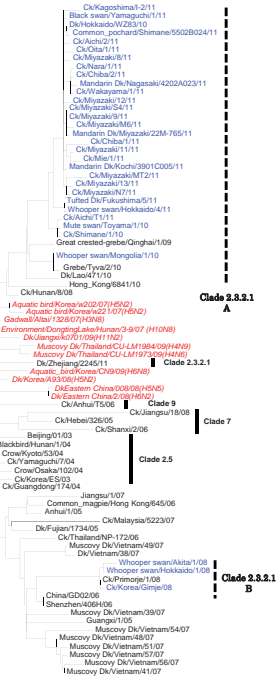 Ck/Kagoshima/I-2/11
Black swan/Yamaguchi/1/11
Dk/Hokkaido/WZ83/10
Common_pochard/Shimane/5502B024/11
Ck/Aichi/2/11
Ck/Oita/1/11
Ck/Miyazaki/8/11
Ck/Nara/1/11
Ck/Chiba/2/11
Mandarin Dk/Nagasaki/4202A023/11
Ck/Wakayama/1/11
Ck/Miyazaki/12/11
Ck/Miyazaki/S4/11
Ck/Miyazaki/9/11
Ck/Miyazaki/M6/11
Mandarin Dk/Miyazaki/22M-765/11
Ck/Chiba/1/11
Ck/Miyazaki/11/11
Ck/Mie/1/11
Mandarin Dk/Kochi/3901C005/11
Ck/Miyazaki/MT2/11
Ck/Miyazaki/13/11
Ck/Miyazaki/N7/11
Tufted Dk/Fukushima/5/11
Whooper swan/Hokkaido/4/11
Ck/Aichi/T1/11
Mute swan/Toyama/1/10
Ck/Shimane/1/10
Great crested-grebe/Qinghai/1/09
Whooper swan/Mongolia/1/10
Grebe/Tyva/2/10
Dk/Lao/471/10
Hong_Kong/6841/10
Ck/Hunan/8/08
Clade 2.3.2.1
A
Aquatic bird/Korea/w202/07(H5N2)
Aquatic bird/Korea/w221/07(H5N2)
Gadwall/Altai/1328/07(H3N8)
Environment/DongtingLake/Hunan/3-9/07 (H10N8)
Dk/Jiangxi/k0701/09(H11N2)
Muscovy Dk/Thailand/CU-LM1984/09(H4N9)
Muscovy Dk/Thailand/CU-LM1973/09(H4N6)
Dk/Zhejiang/2245/11
Clade 2.3.2.1
Aquatic_bird/Korea/CN9/09(H6N8)
Dk/Korea/A93/08(H5N2)
DkEastern China/008/08(H5N5)
Dk/Eastern China/2/08(H6N2)
Ck/Anhui/T5/06
Clade 9
Ck/Jiangsu/18/08
Ck/Hebei/326/05
Clade 7
Ck/Shanxi/2/06
Beijing/01/03
Blackbird/Hunan/1/04
Crow/Kyoto/53/04
Ck/Yamaguchi/7/04
Clade 2.5
Crow/Osaka/102/04
Ck/Korea/ES/03
Ck/Guangdong/174/04
Jiangsu/1/07
Common_magpie/Hong Kong/645/06
Anhui/1/05
Ck/Malaysia/5223/07
Dk/Fujian/1734/05
Ck/Thailand/NP-172/06
Muscovy Dk/Vietnam/49/07
Dk/Vietnam/38/07
Whooper swan/Akita/1/08
Whooper swan/Hokkaido/1/08
Ck/Primorje/1/08
Ck/Korea/Gimje/08
Clade 2.3.2.1
B
China/GD02/06
Shenzhen/406H/06
Muscovy Dk/Vietnam/39/07
Guangxi/1/05
Muscovy Dk/Vietnam/54/07
Muscovy Dk/Vietnam/48/07
Muscovy Dk/Vietnam/51/07
Muscovy Dk/Vietnam/57/07
Muscovy Dk/Vietnam/56/07
Muscovy Dk/Vietnam/41/07